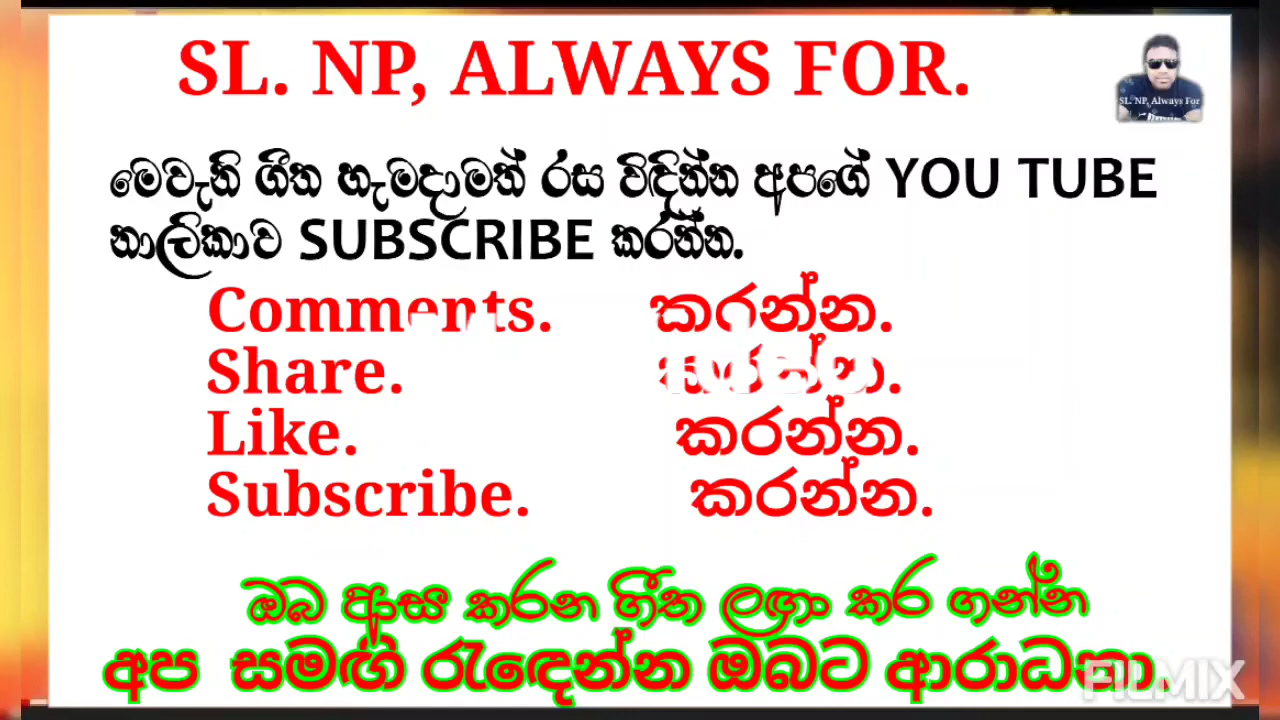 SL. NP, ALWAYS FOR.
SL. NP, Always For
මෙවැනි ගීත හැමදාමත් රස විඳින්න අපගේ YOU TUBE
නාලිකාව SUBSCRIBE කරන්න.
Comments. කරන්න.
Share. කරන්න.
Like. කරන්න.
Subscribe. කරන්න.
ඔබ ආස කරන ගීත ලඟා කර ගන්න
අප සමඟි රැඳෙන්න ඔබට ආරාධනා
FILMIX